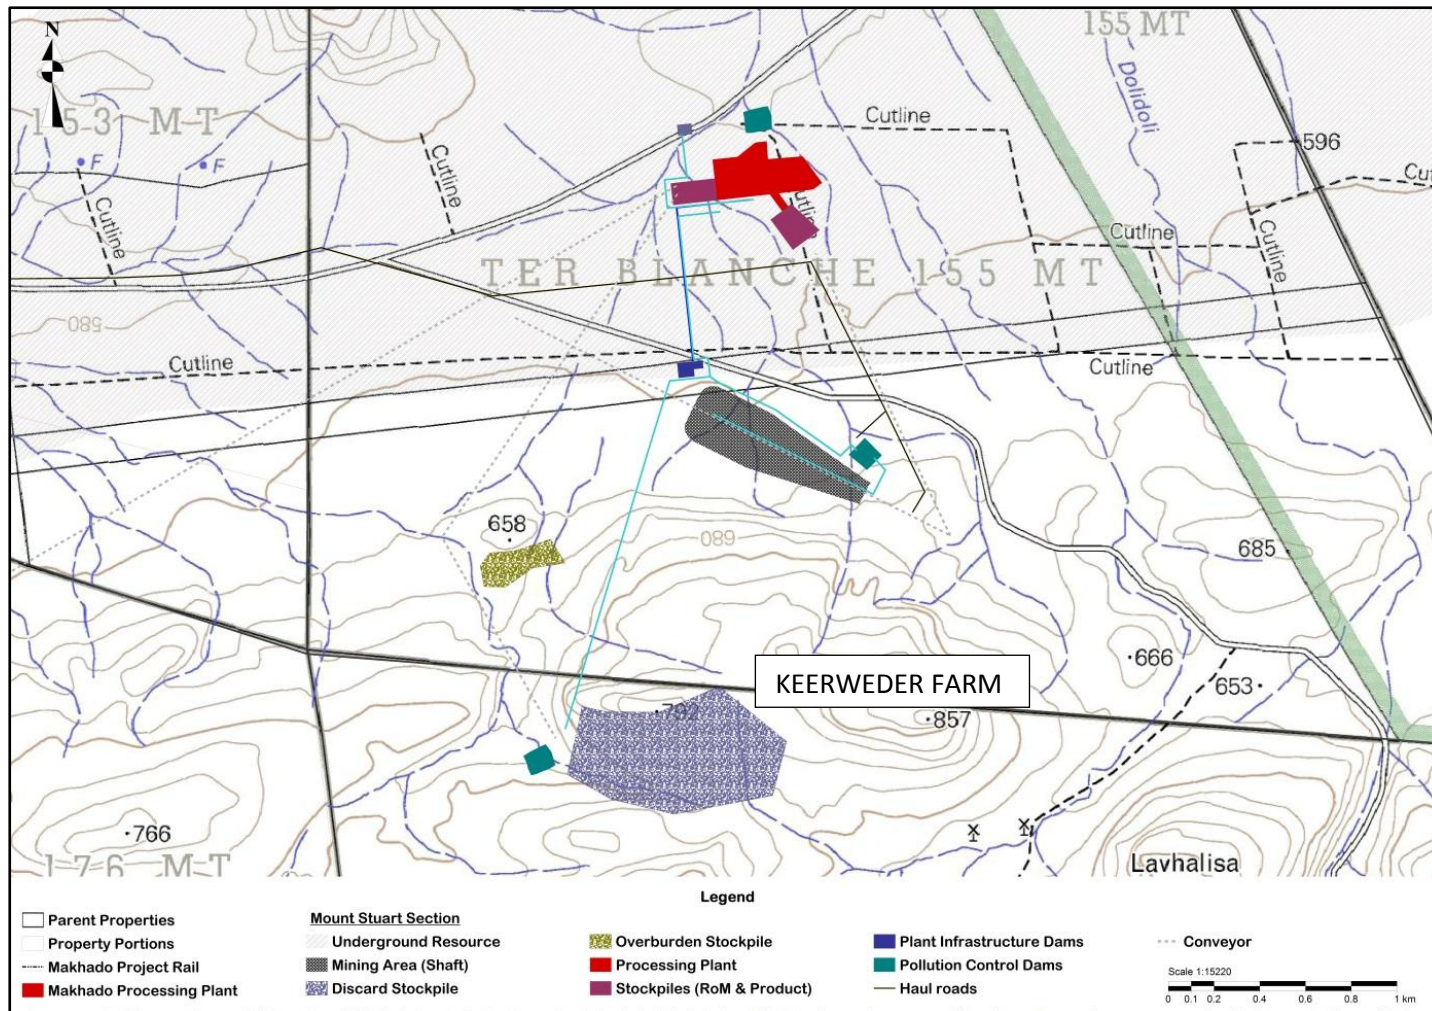 N
155 MT
Dolidoli
153 MT
Cutline
596
F
F
Cutline
Cutline
Cutline
Cutline
Cutline
TER BLANCHE 155 MT
580
Cutline
Cutline
658
680
685
666
KEERWEDER FARM
653
792
857
766
176 MT
Lavhalisa
Legend
Parent Properties
Property Portions
Makhado Project Rail
Makhado Processing Plant
Mount Stuart Section
Underground Resource
Mining Area (Shaft)
Discard Stockpile
Overburden Stockpile
Processing Plant
Stockpiles (RoM & Product)
Plant Infrastructure Dams
Pollution Control Dams
Haul roads
Conveyor
Scale 1:15220
0 0.1 0.2 0.4 0.6 0.8 1 km